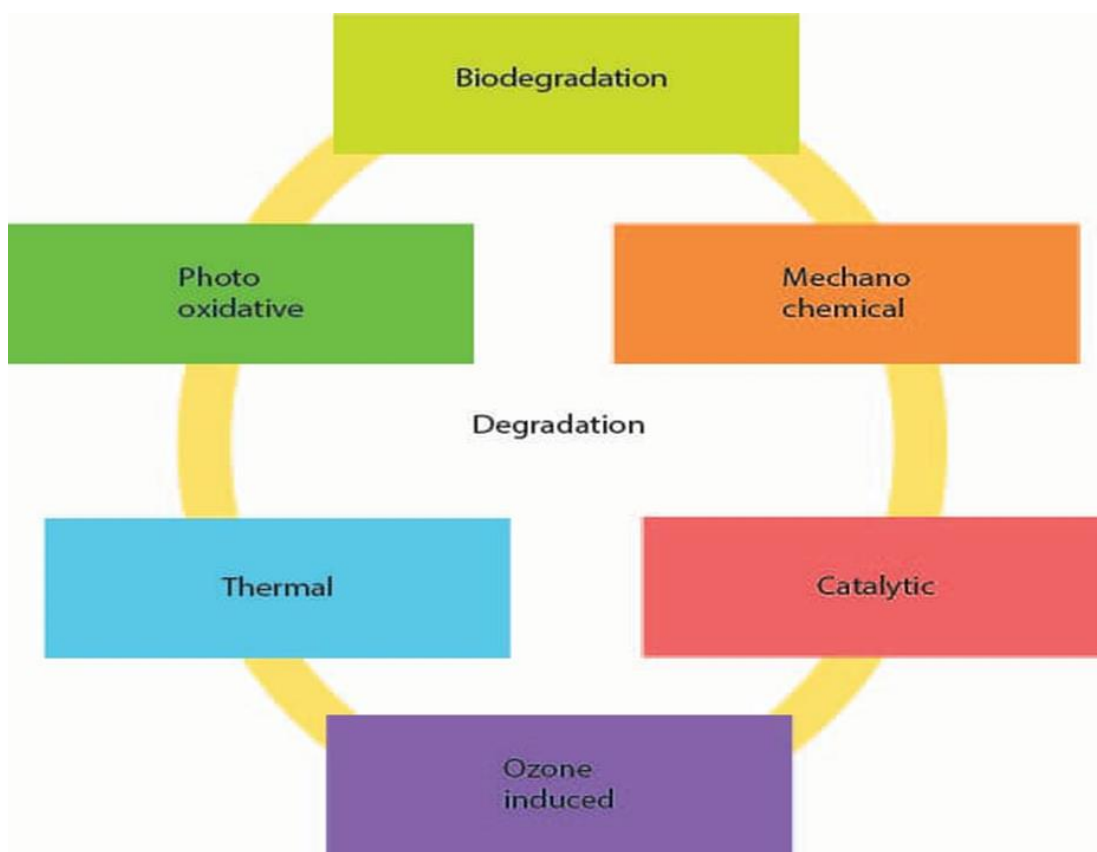 Biodegradation
Photo
oxidative
Mechano
chemical
Degradation
Thermal
Catalytic
Ozone
induced